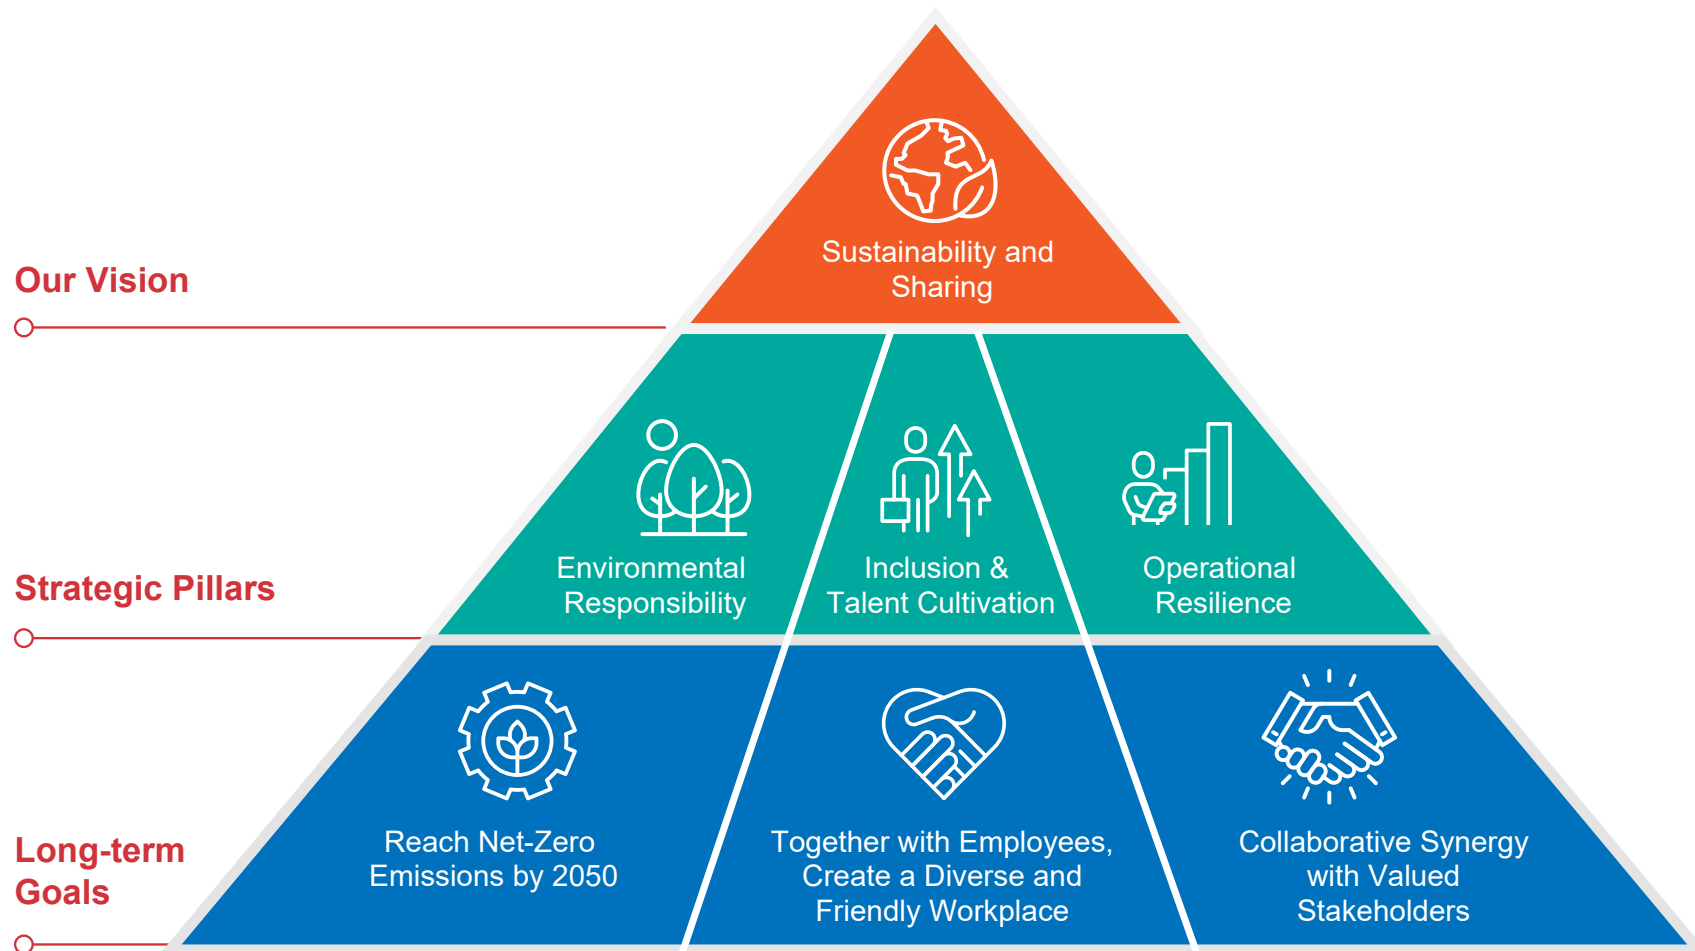 Sustainability and
Sharing
Our Vision
Environmental
Responsibility
Inclusion &
Talent Cultivation
Operational
Resilience
Strategic Pillars
Reach Net-Zero
Emissions by 2050
Together with Employees,
Create a Diverse and
Friendly Workplace
Collaborative Synergy
with Valued
Stakeholders
Long-term
Goals